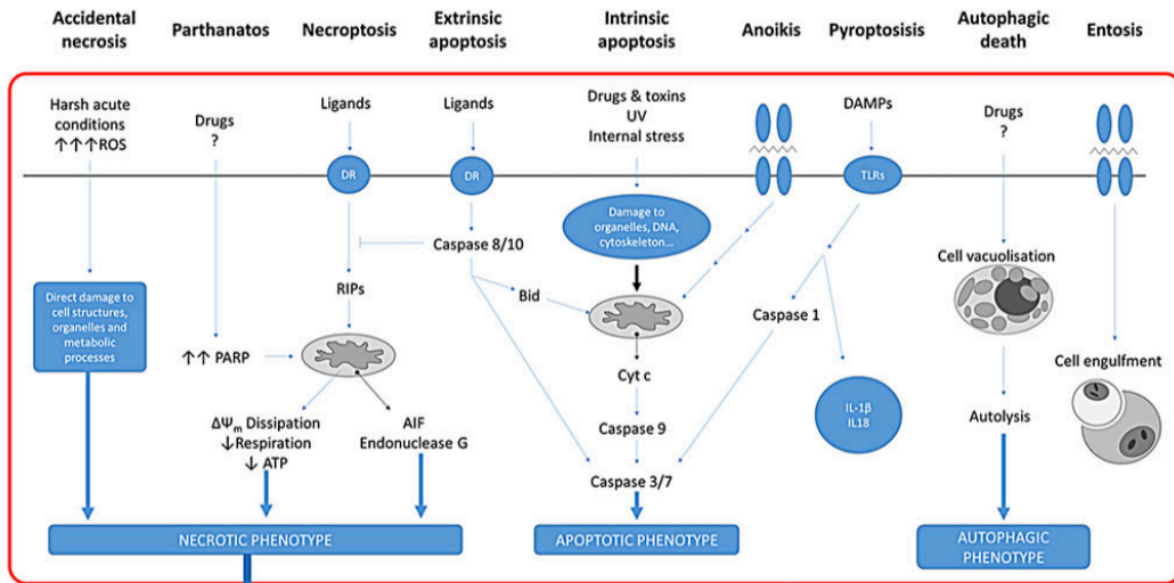 Accidental
necrosis
Parthanatos
Necroptosis
Extrinsic
apoptosis
Intrinsic
apoptosis
Anoikis
Pyroptosisis
Autophagic
death
Entosis
Harsh acute
conditions
↑↑↑ROS
Drugs
?
Ligands
Ligands
Drugs & toxins
UV
Internal stress
DAMPs
Drugs
?
DR
DR
TLRs
Damage to
organelles, DNA,
cytoskeleton...
Caspase 8/10
Cell vacuolisation
Direct damage to
cell structures,
organelles and
metabolic
processes
RIPs
Bid
Caspase 1
↑↑ PARP
Cyt c
Cell engulfment
ΔΨm Dissipation
↓Respiration
↓ ATP
AIF
Endonuclease G
Caspase 9
IL-1β
IL18
Autolysis
Caspase 3/7
NECROTIC PHENOTYPE
APOPTOTIC PHENOTYPE
AUTOPHAGIC
PHENOTYPE